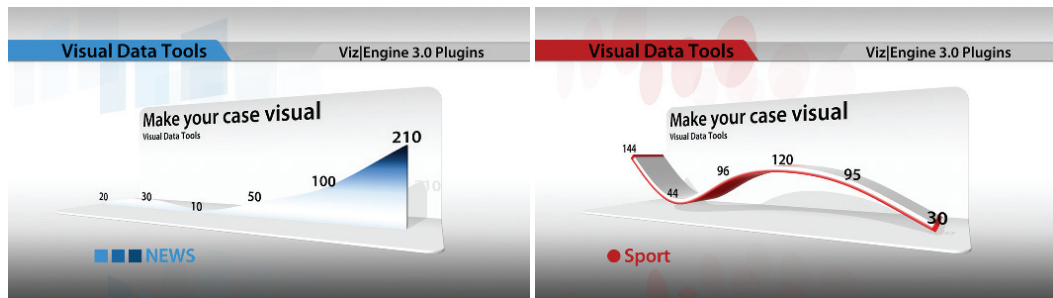 Visual Data Tools
Viz|Engine 3.0 Plugins
Make your case visual
Visual Data Tools
210
100
50
20
30
10
NEWS
Visual Data Tools
Viz|Engine 3.0 Plugins
Make your case visual
Visual Data Tools
144
44
96
120
95
30
Sport